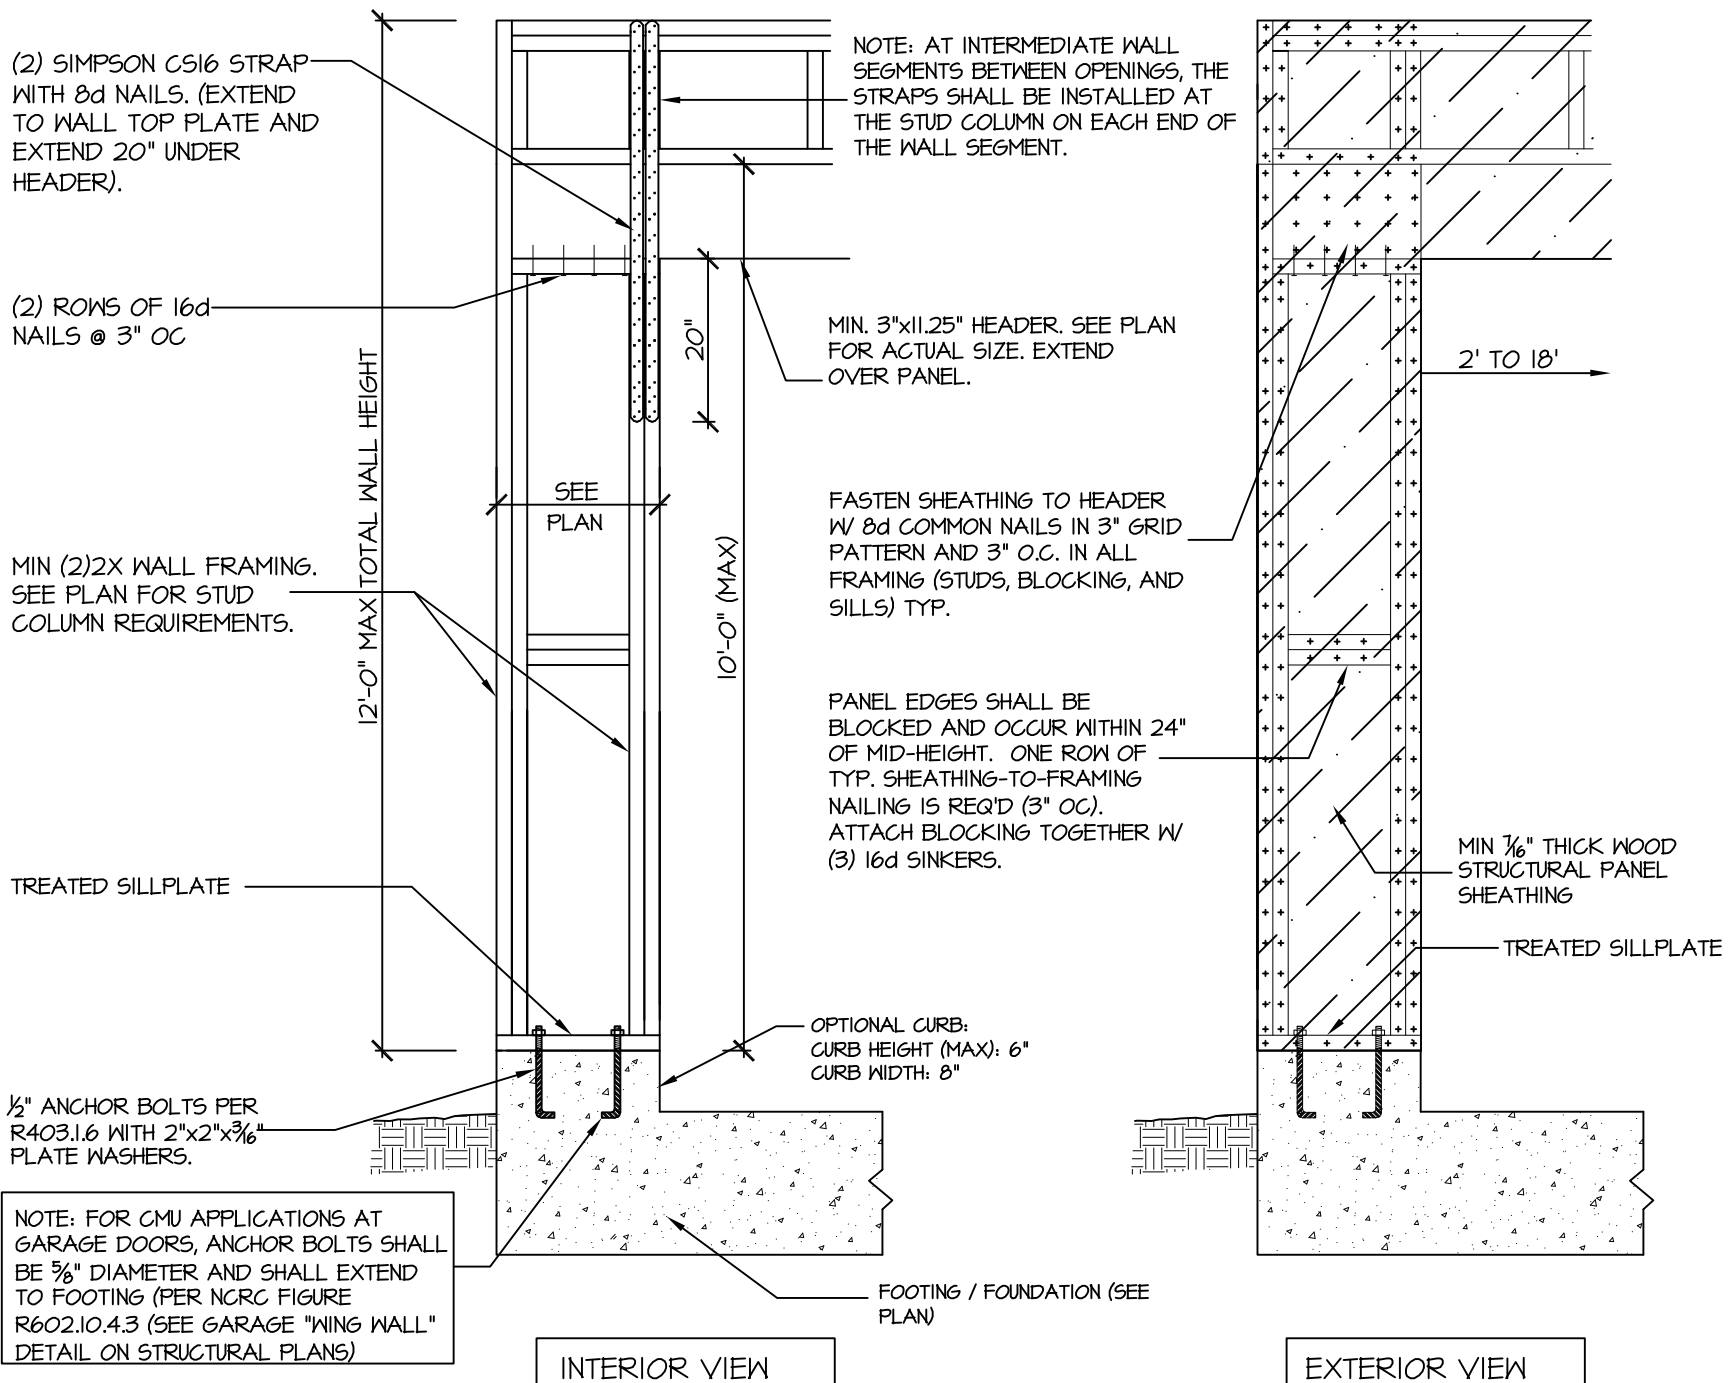 (2) SIMPSON CS16 STRAP
WITH 8d NAILS. (EXTEND
TO WALL TOP PLATE AND
EXTEND 20" UNDER
HEADER).
NOTE: AT INTERMEDIATE WALL
SEGMENTS BETWEEN OPENINGS, THE
STRAPS SHALL BE INSTALLED AT
THE STUD COLUMN ON EACH END OF
THE WALL SEGMENT.
(2) ROWS OF 16d
NAILS @ 3" OC
20"
MIN. 3"x11.25" HEADER. SEE PLAN
FOR ACTUAL SIZE. EXTEND
OVER PANEL.
2' TO 18'
12'-0" MAX TOTAL WALL HEIGHT
SEE
PLAN
10'-0" (MAX)
FASTEN SHEATHING TO HEADER
W/ 8d COMMON NAILS IN 3" GRID
PATTERN AND 3" O.C. IN ALL
FRAMING (STUDS, BLOCKING, AND
SILLS) TYP.
MIN (2)2X WALL FRAMING.
SEE PLAN FOR STUD
COLUMN REQUIREMENTS.
PANEL EDGES SHALL BE
BLOCKED AND OCCUR WITHIN 24"
OF MID-HEIGHT. ONE ROW OF
TYP. SHEATHING-TO-FRAMING
NAILING IS REQ'D (3" OC).
ATTACH BLOCKING TOGETHER W/
(3) 16d SINKERS.
MIN 7/16" THICK WOOD
STRUCTURAL PANEL
SHEATHING
TREATED SILLPLATE
TREATED SILLPLATE
OPTIONAL CURB:
CURB HEIGHT (MAX): 6"
CURB WIDTH: 8"
1/2" ANCHOR BOLTS PER
R403.1.6 WITH 2"x2"x3/16"
PLATE WASHERS.
NOTE: FOR CMU APPLICATIONS AT
GARAGE DOORS, ANCHOR BOLTS SHALL
BE 5/8" DIAMETER AND SHALL EXTEND
TO FOOTING (PER NCRC FIGURE
R602.10.4.3 (SEE GARAGE "WING WALL"
DETAIL ON STRUCTURAL PLANS)
FOOTING / FOUNDATION (SEE
PLAN)
INTERIOR VIEW
EXTERIOR VIEW